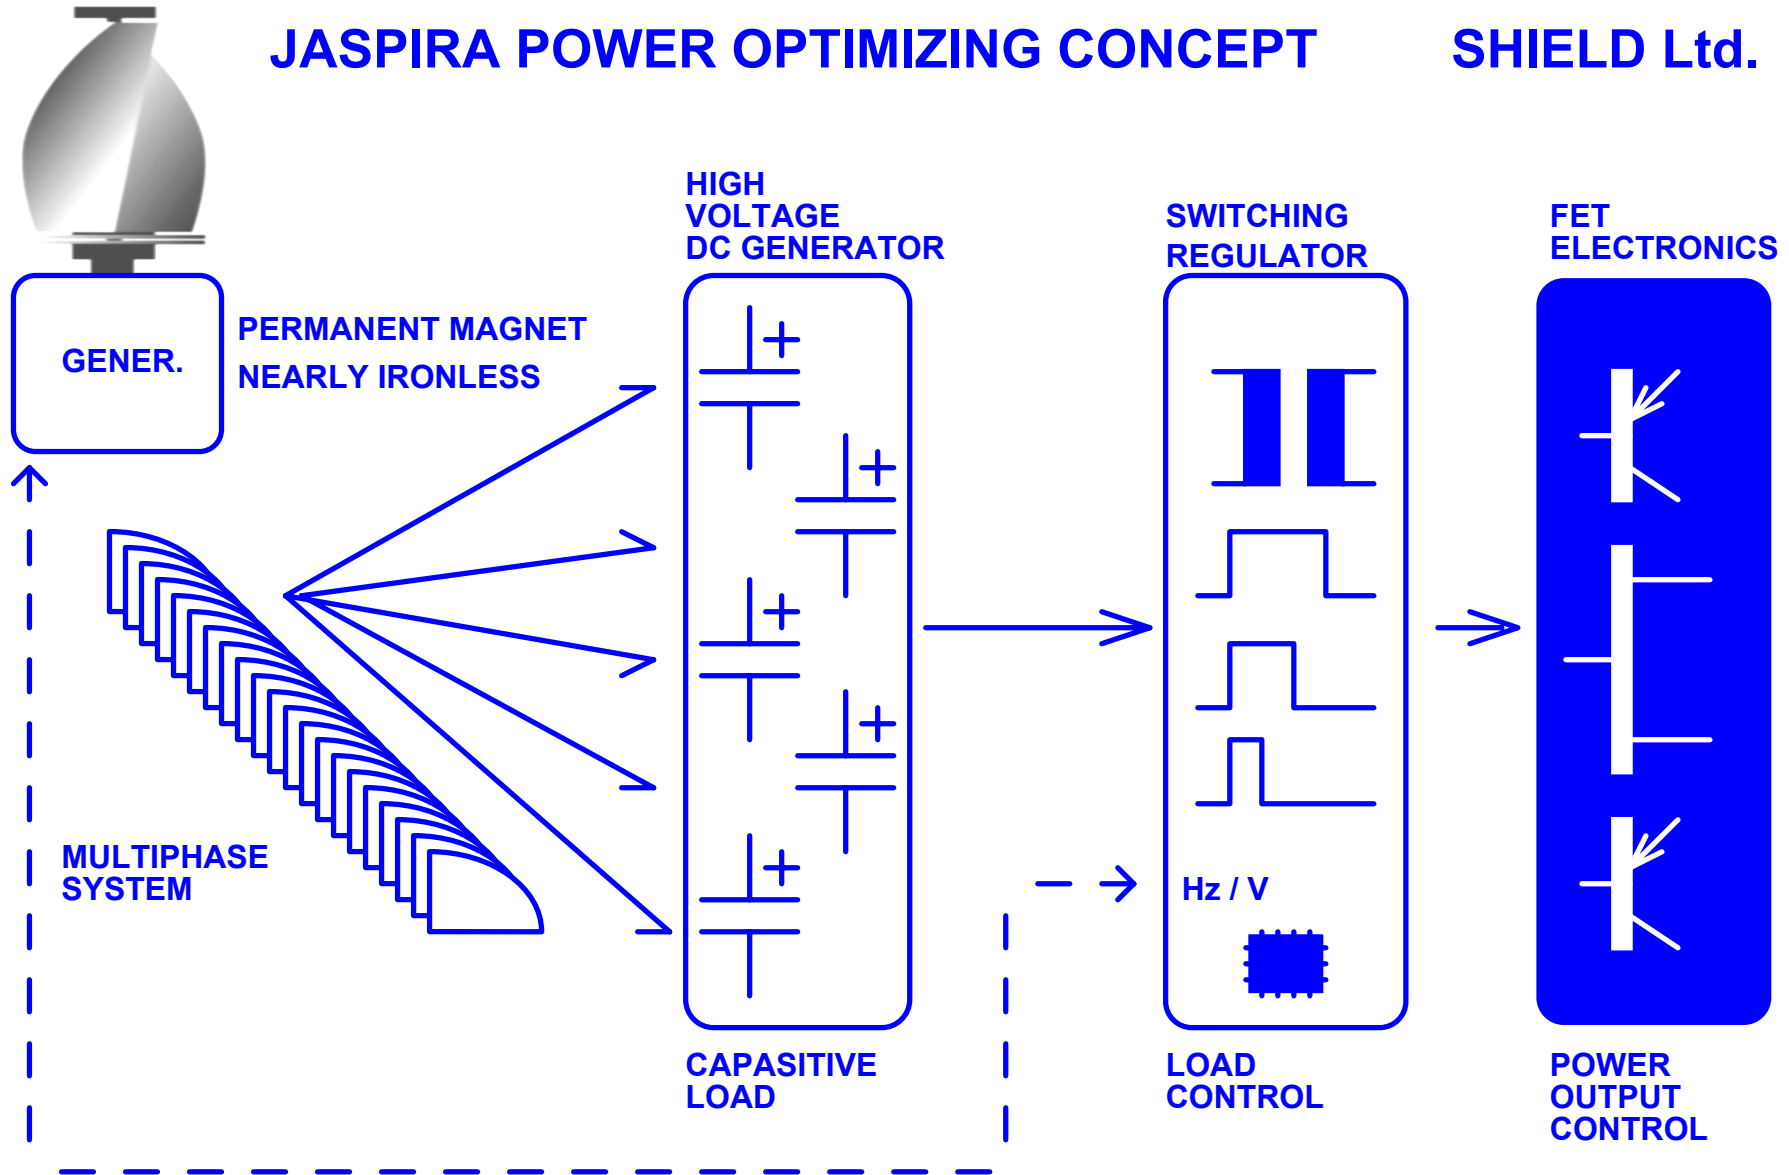 JASPIRA POWER OPTIMIZING CONCEPT
SHIELD Ltd.
GENER.
PERMANENT MAGNET
NEARLY IRONLESS
MULTIPHASE
SYSTEM
HIGH
VOLTAGE
DC GENERATOR
CAPASITIVE
LOAD
SWITCHING
REGULATOR
Hz / V
LOAD
CONTROL
FET
ELECTRONICS
POWER
OUTPUT
CONTROL